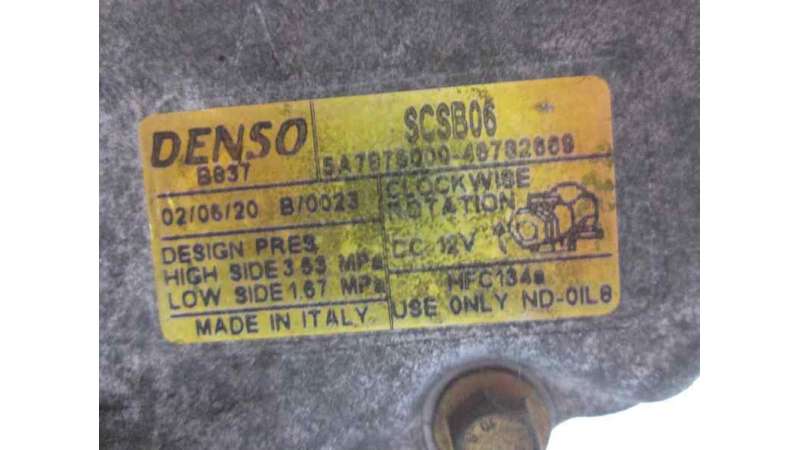 DENSO
B837
SCSB06
5A7875000-46782669
02/06/20 B/0023
CLOCKWISE
ROTATION
DC 12V
DESIGN PRES.
HIGH SIDE 3.53 MPa
LOW SIDE 1.67 MPa
HFC134a
USE ONLY ND-OIL8
MADE IN ITALY